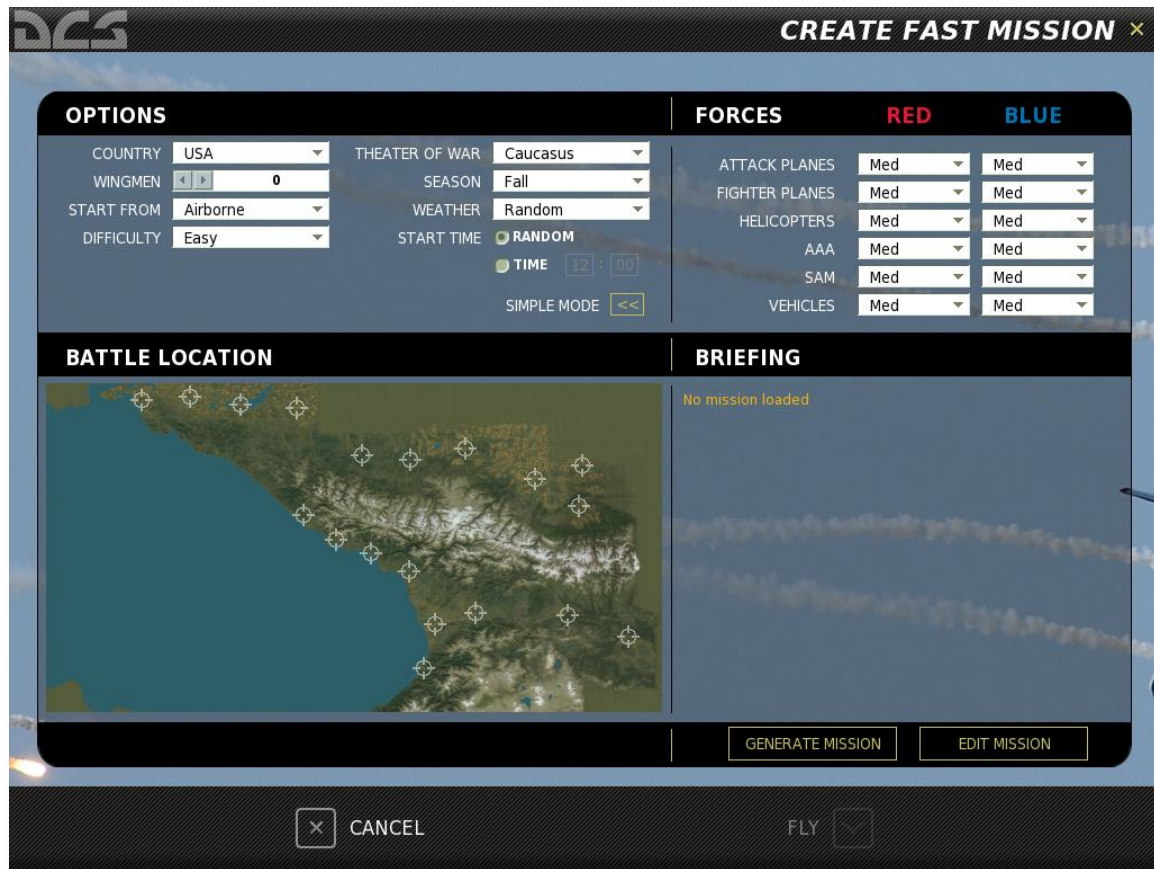 DCS
CREATE FAST MISSION
OPTIONS
COUNTRY USA
WINGMEN 0
START FROM Airborne
DIFFICULTY Easy
THEATER OF WAR Caucasus
SEASON Fall
WEATHER Random
START TIME RANDOM
TIME 12 : 00
SIMPLE MODE <<
FORCES RED BLUE
ATTACK PLANES Med Med
FIGHTER PLANES Med Med
HELICOPTERS Med Med
AAA Med Med
SAM Med Med
VEHICLES Med Med
BATTLE LOCATION
BRIEFING
No mission loaded
GENERATE MISSION EDIT MISSION
CANCEL FLY